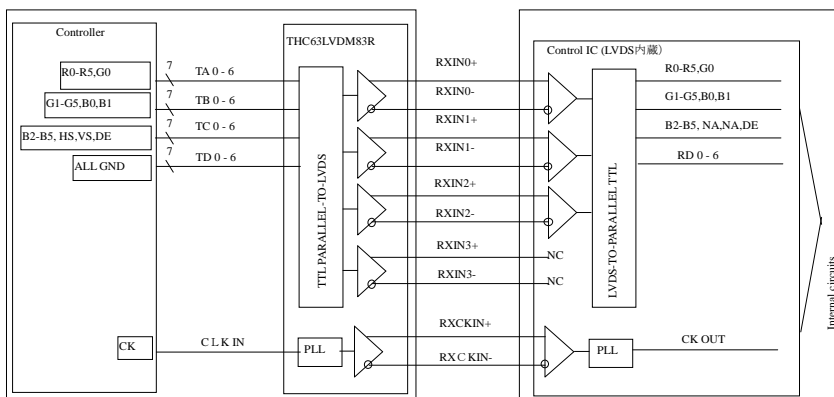 Controller
THC63LVDM83R
Control IC (LVDS内蔵)
R0-R5,G0
7
TA 0 - 6
RXIN0+
R0-R5,G0
G1-G5,B0,B1
7
TB 0 - 6
RXIN0-
G1-G5,B0,B1
B2-B5, HS,VS,DE
7
TC 0 - 6
RXIN1+
B2-B5, NA,NA,DE
ALL GND
7
TD 0 - 6
RXIN1-
RD 0 - 6
RXIN2+
RXIN2-
RXIN3+
NC
RXIN3-
NC
TTL PARALLEL-TO-LVDS
LVDS-TO-PARALLEL TTL
Internal circuits
CK
C L K IN
PLL
RXCKIN+
RXC KIN-
PLL
CK OUT